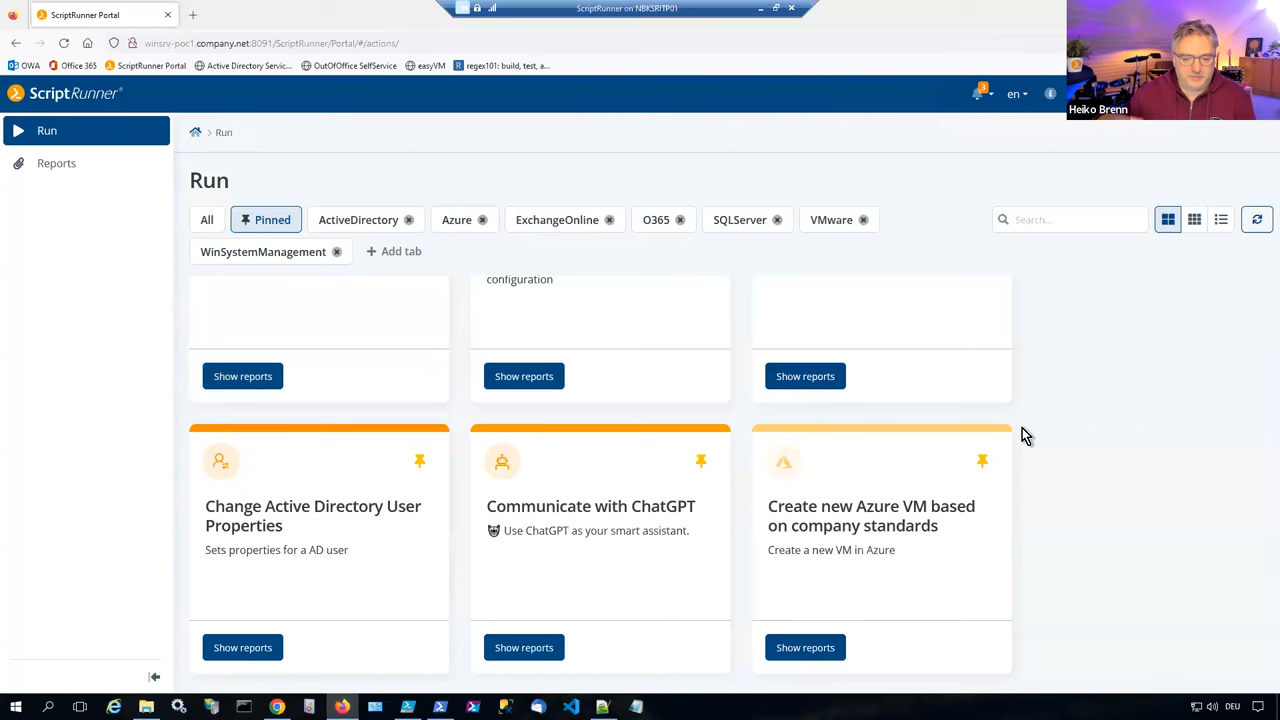 ScriptRunner Portal
ScriptRunner on NBKSRITP01
winsrv-poc1.company.net:8091/ScriptRunner/Portal/#/actions/
OWA
Office 365
ScriptRunner Portal
Active Directory Servic...
OutOfOffice SelfService
easyVM
regex101: build, test, a...
Heiko Brenn
ScriptRunner®
3
en
Run
Reports
> Run
Run
All
Pinned
ActiveDirectory
Azure
ExchangeOnline
O365
SQLServer
VMware
Search...
WinSystemManagement
+ Add tab
configuration
Show reports
Show reports
Show reports
Change Active Directory User
Properties
Sets properties for a AD user
Communicate with ChatGPT
Use ChatGPT as your smart assistant.
Create new Azure VM based
on company standards
Create a new VM in Azure
Show reports
Show reports
Show reports
DEU